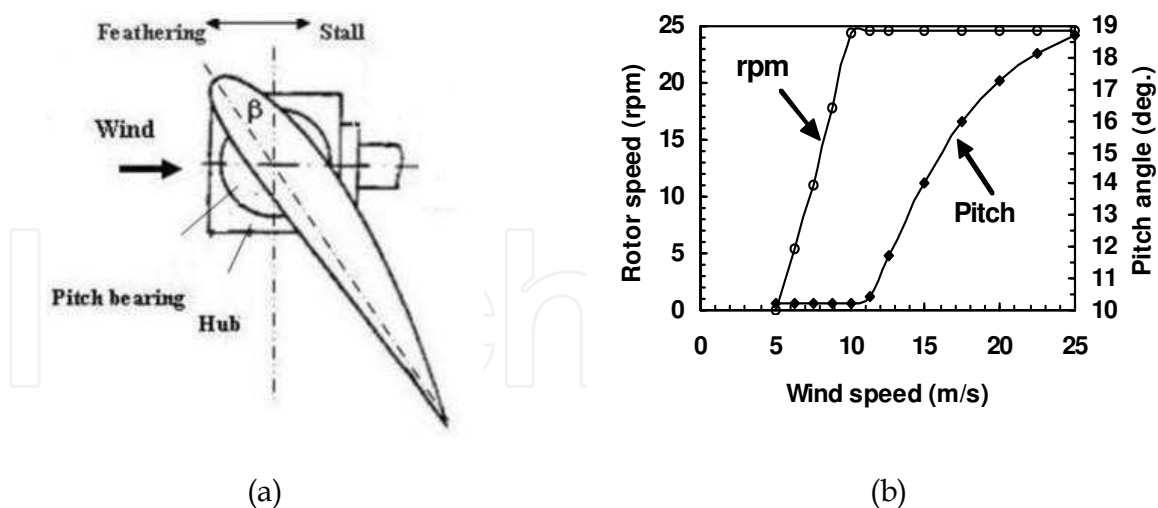 Feathering
Stall
β
Wind
Pitch bearing
Hub
(a)
Rotor speed (rpm)
25
20
15
10
5
0
rpm
Pitch
19
18
17
16
15
14
13
12
11
10
Pitch angle (deg.)
0 5 10 15 20 25
Wind speed (m/s)
(b)